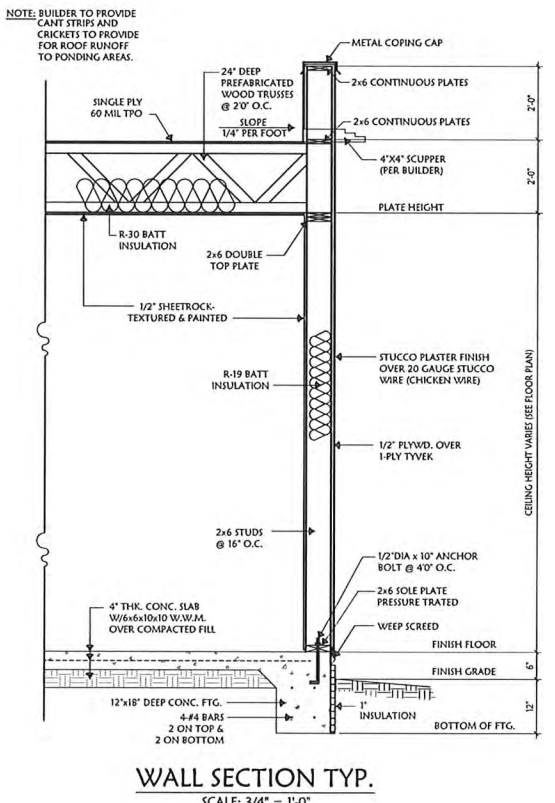 NOTE: BUILDER TO PROVIDE
CANT STRIPS AND
CRICKETS TO PROVIDE
FOR ROOF RUNOFF
TO PONDING AREAS.
METAL COPING CAP
24" DEEP
PREFABRICATED
WOOD TRUSSES
@ 2'0" O.C.
2x6 CONTINUOUS PLATES
SINGLE PLY
60 MIL TPO
SLOPE
1/4" PER FOOT
2x6 CONTINUOUS PLATES
2'-0"
4"X4" SCUPPER
(PER BUILDER)
2'-0"
PLATE HEIGHT
R-30 BATT
INSULATION
2x6 DOUBLE
TOP PLATE
1/2" SHEETROCK-
TEXTURED & PAINTED
STUCCO PLASTER FINISH
OVER 20 GAUGE STUCCO
WIRE (CHICKEN WIRE)
R-19 BATT
INSULATION
CEILING HEIGHT VARIES (SEE FLOOR PLAN)
1/2" PLYWD. OVER
1-PLY TYVEK
2x6 STUDS
@ 16" O.C.
1/2"DIA x 10" ANCHOR
BOLT @ 4'0" O.C.
2x6 SOLE PLATE
PRESSURE TRATED
4" THK. CONC. SLAB
W/6x6x10x10 W.W.M.
OVER COMPACTED FILL
WEEP SCREED
FINISH FLOOR
6"
FINISH GRADE
12"x18" DEEP CONC. FTG.
1"
INSULATION
12"
4-#4 BARS
2 ON TOP &
2 ON BOTTOM
BOTTOM OF FTG.
WALL SECTION TYP.
SCALE: 3/4" = 1'-0"